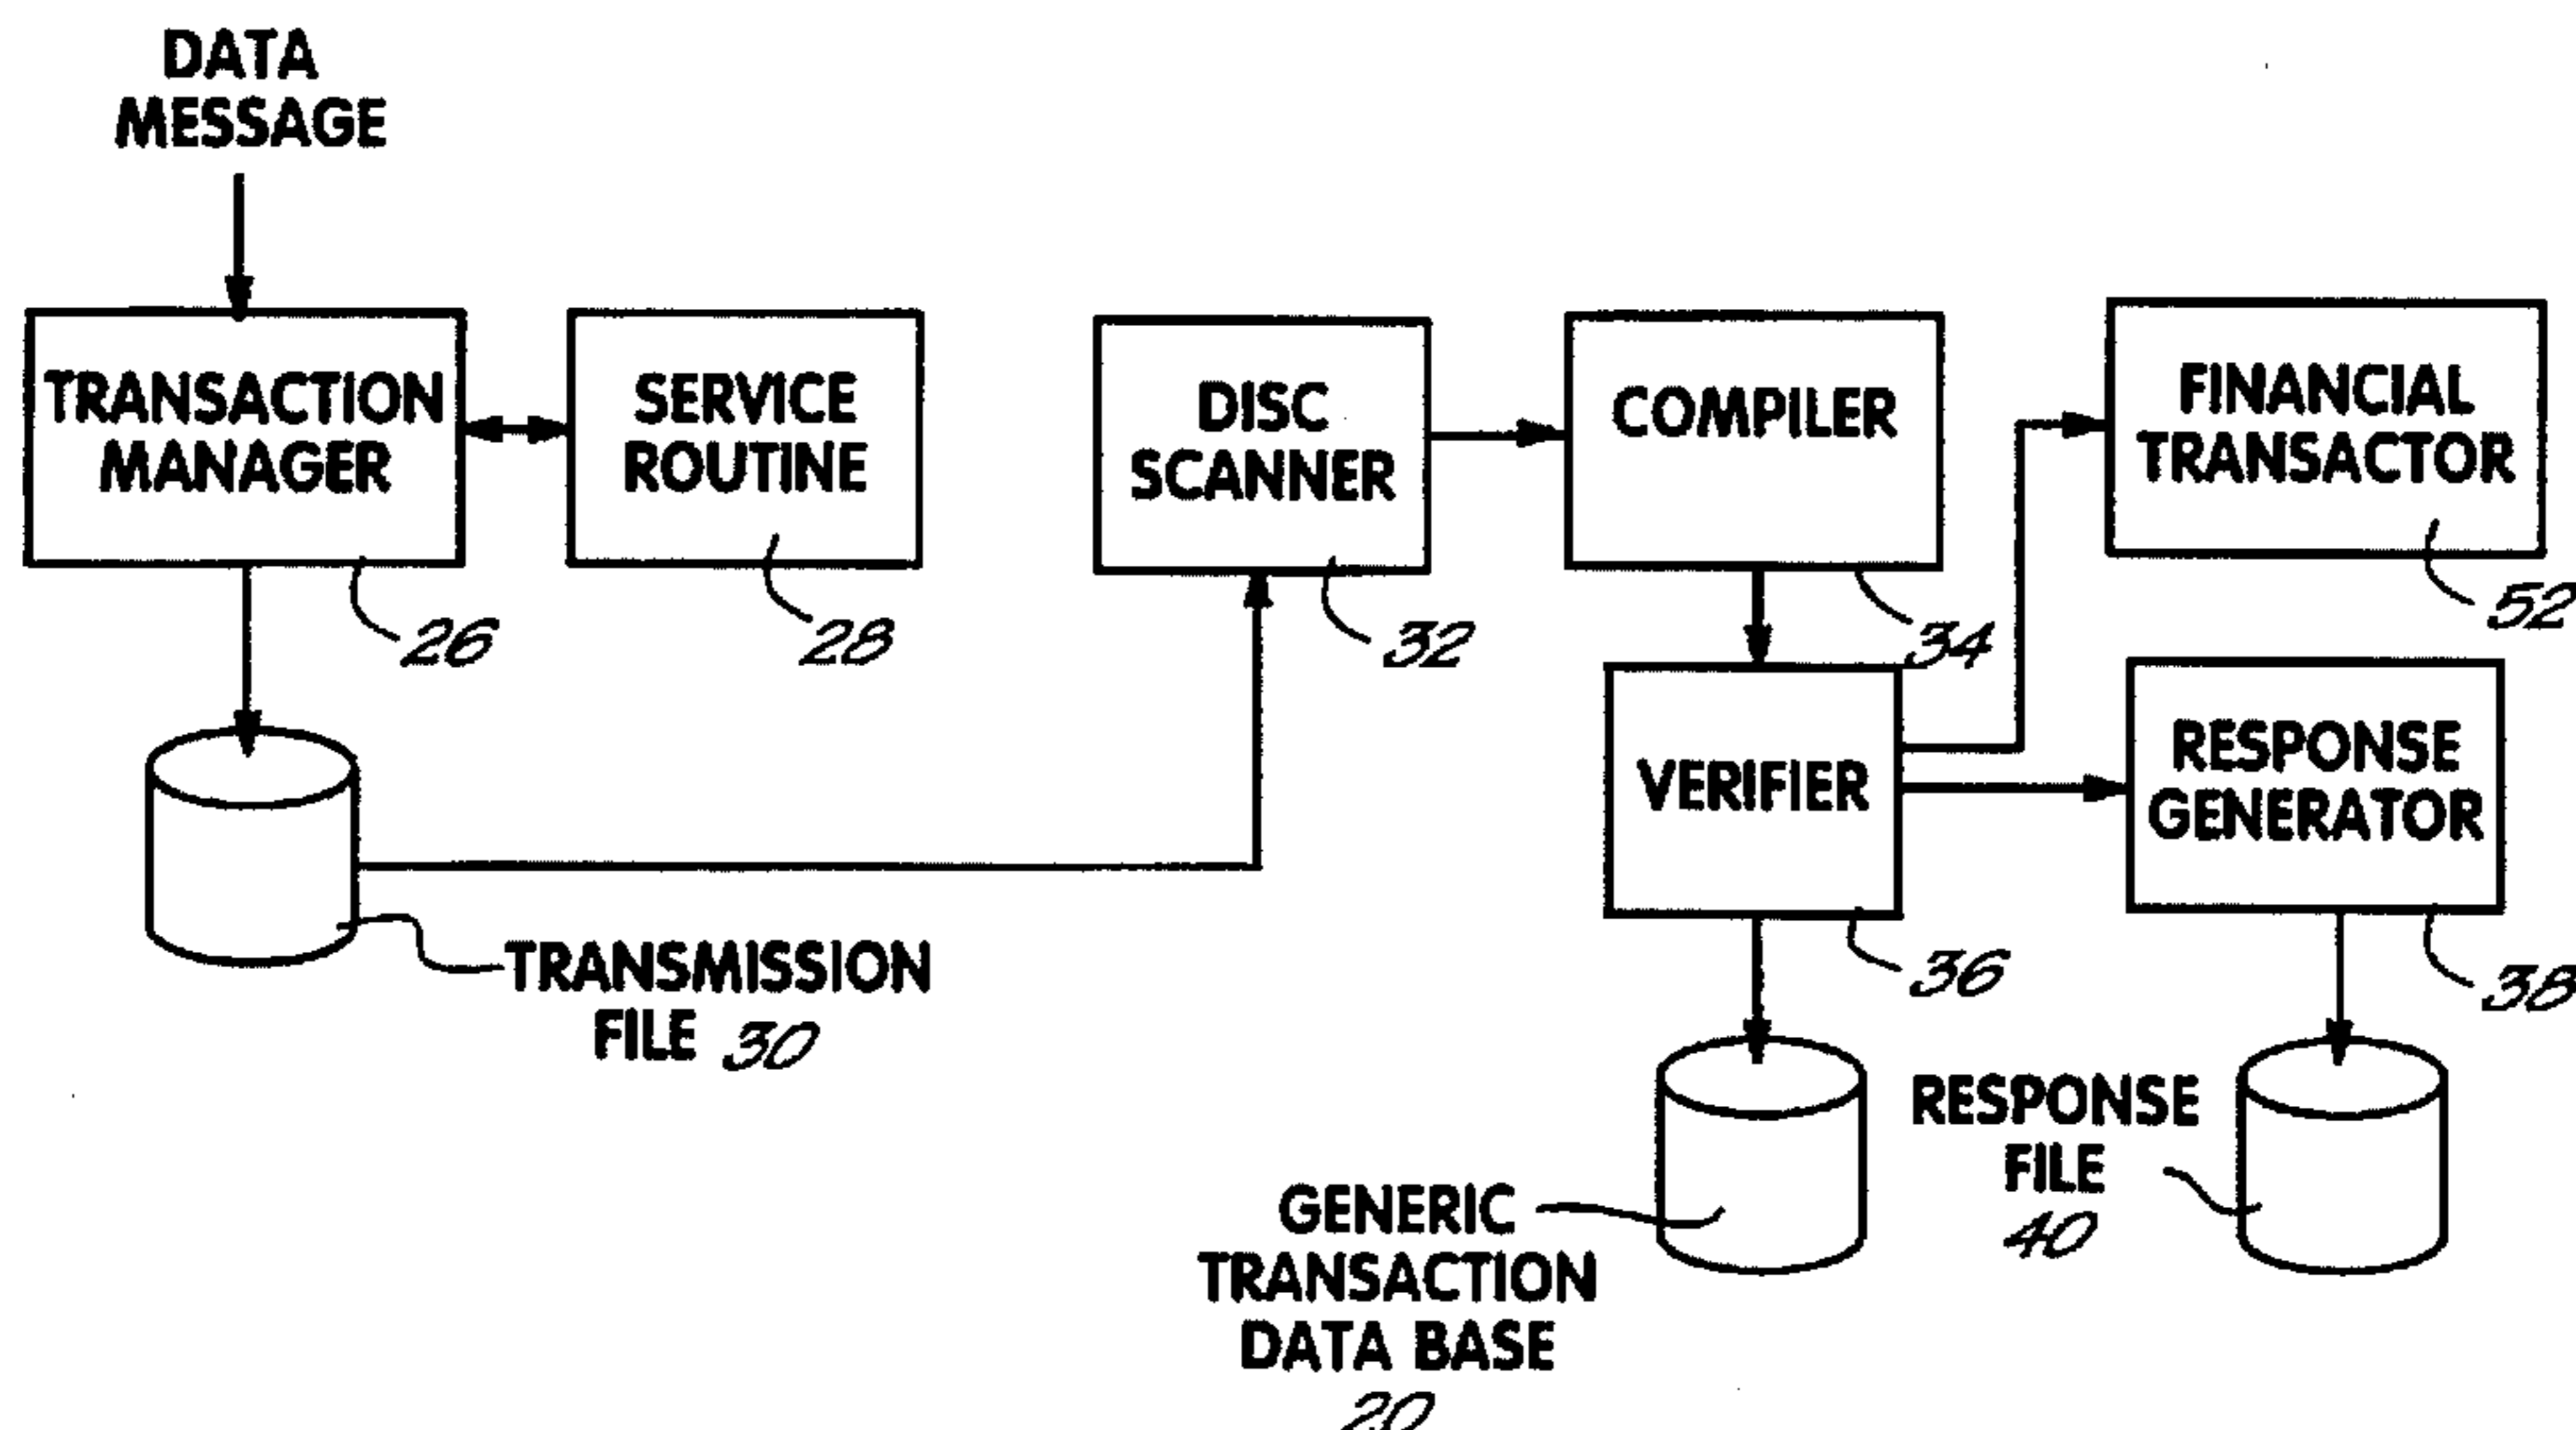 DATA
MESSAGE
TRANSACTION
MANAGER
26
SERVICE
ROUTINE
28
DISC
SCANNER
32
COMPILER
34
FINANCIAL
TRANSACTOR
52
VERIFIER
36
RESPONSE
GENERATOR
38
TRANSMISSION
FILE 30
GENERIC
TRANSACTION
DATA BASE
20
RESPONSE
FILE
40